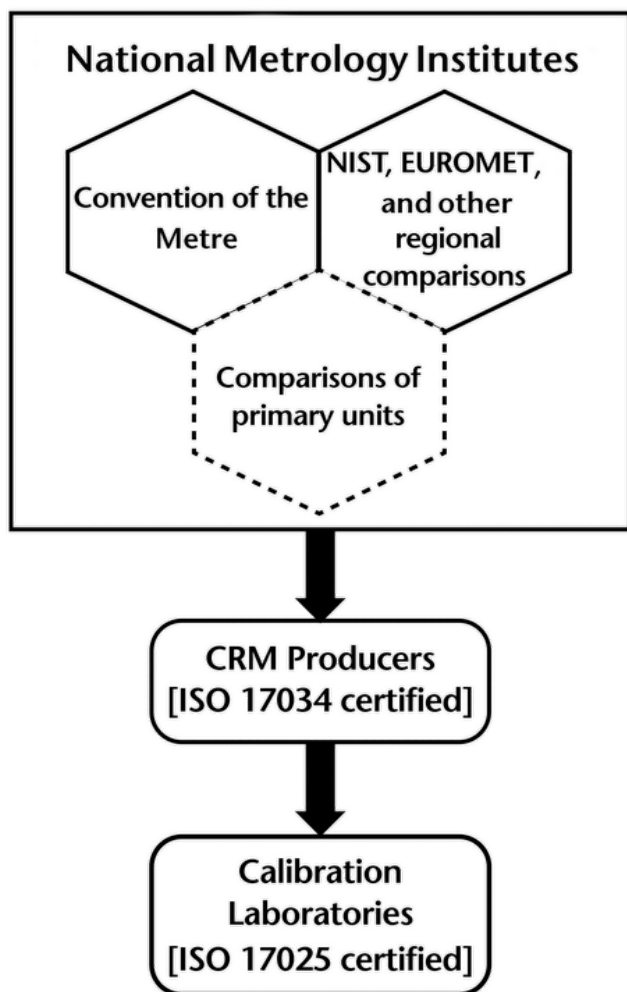 National Metrology Institutes
Convention of the
Metre
NIST, EUROMET,
and other
regional
comparisons
Comparisons of
primary units
CRM Producers
[ISO 17034 certified]
Calibration
Laboratories
[ISO 17025 certified]